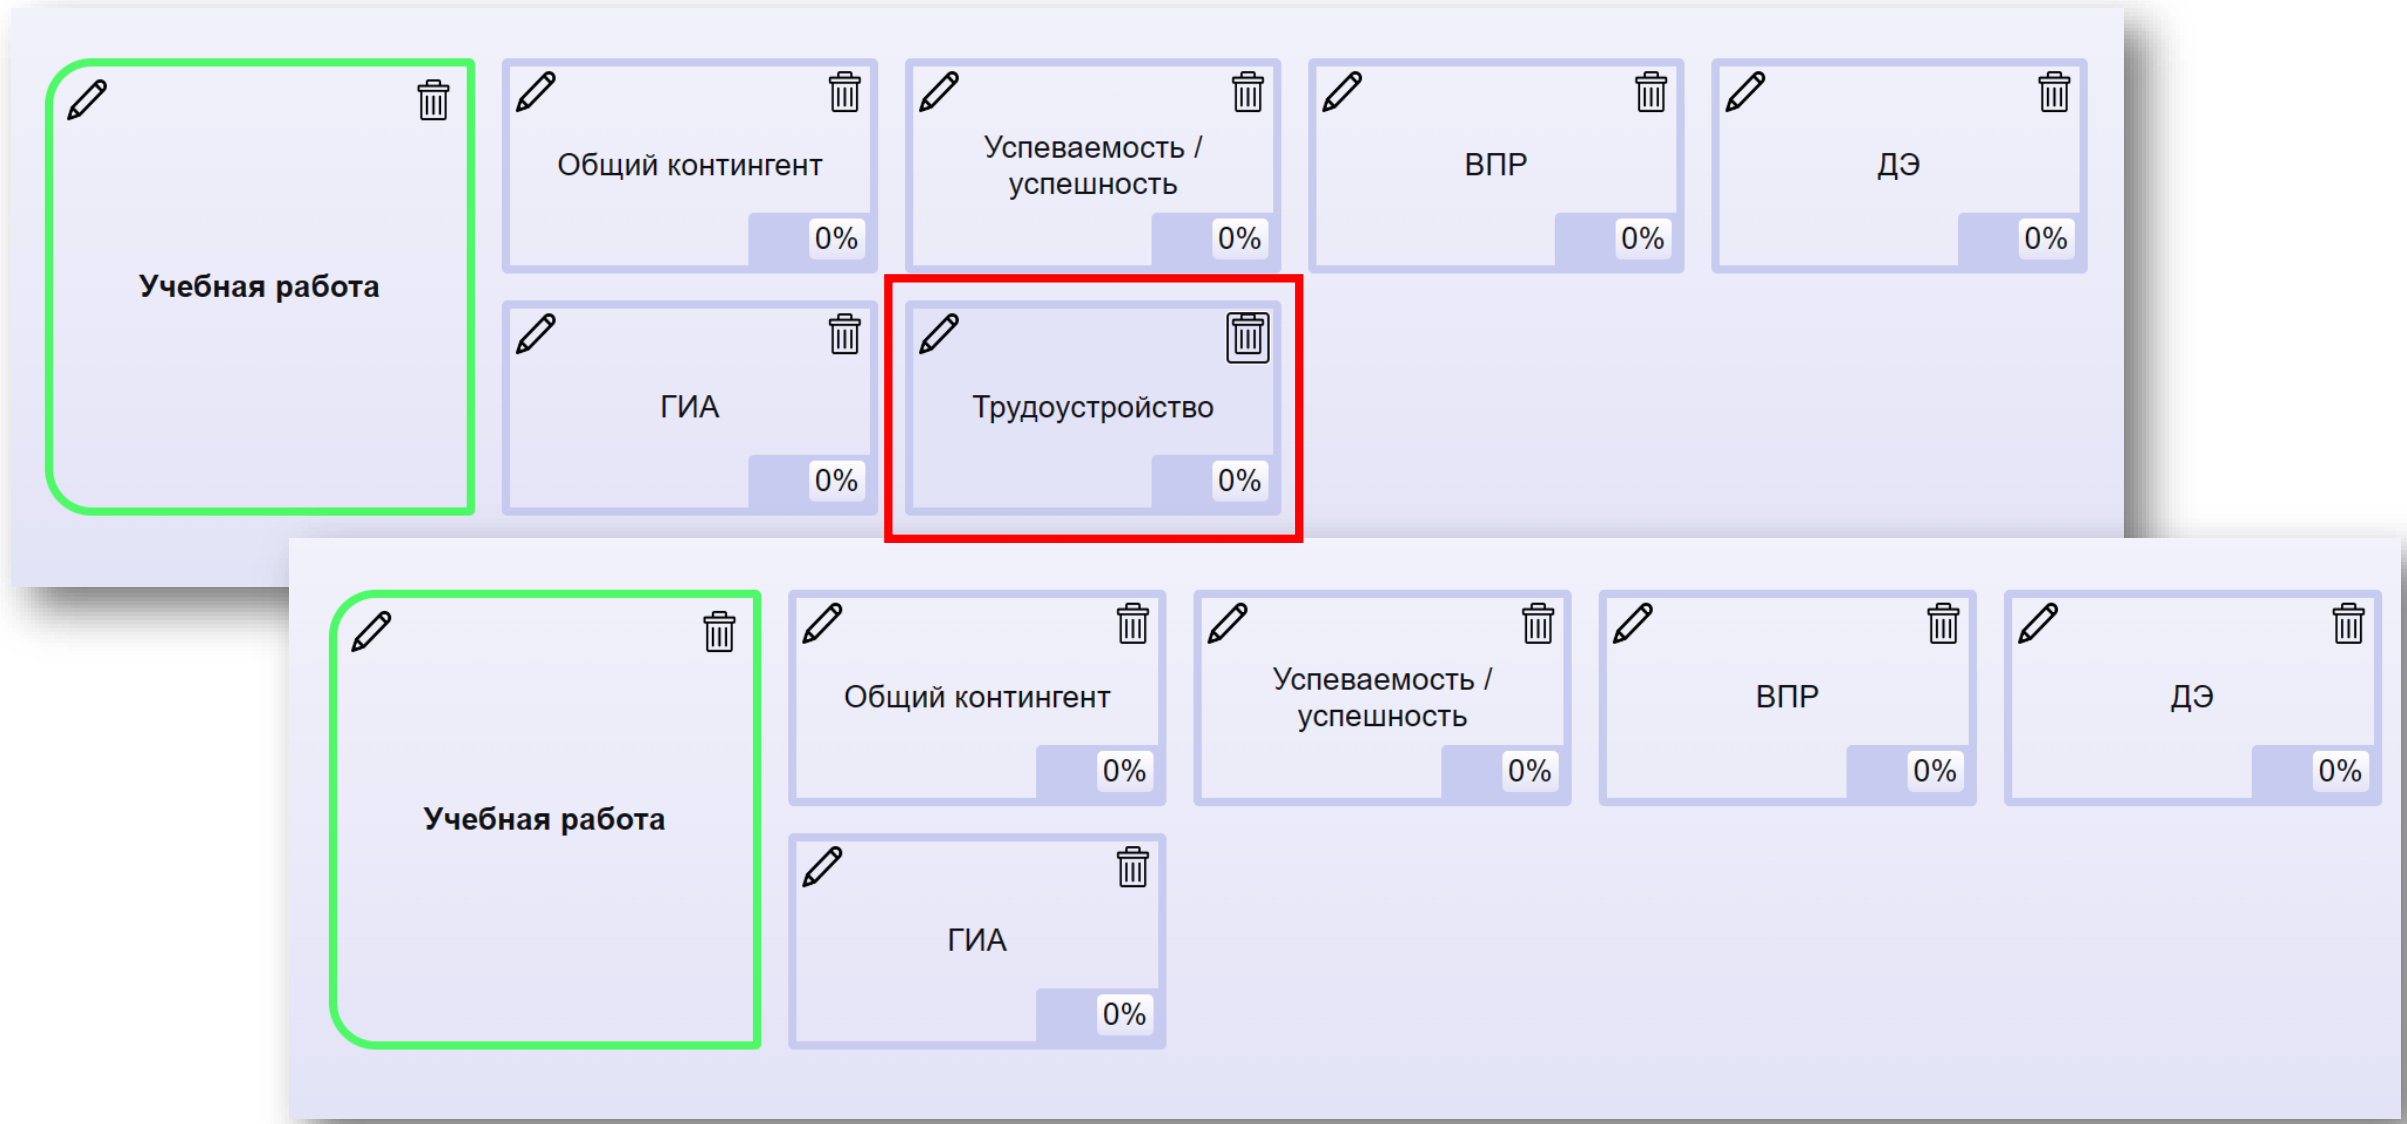 Учебная работа
Общий контингент
0%
Успеваемость /
успешность
0%
ВПР
0%
ДЭ
0%
ГИА
0%
Трудоустройство
0%
Учебная работа
Общий контингент
0%
Успеваемость /
успешность
0%
ВПР
0%
ДЭ
0%
ГИА
0%